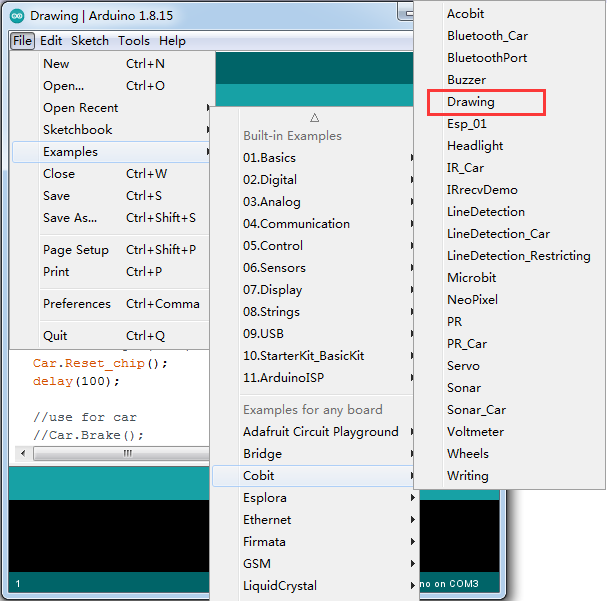 Drawing | Arduino 1.8.15
File Edit Sketch Tools Help
New Ctrl+N
Open... Ctrl+O
Open Recent
Sketchbook
Examples
Close Ctrl+W
Save Ctrl+S
Save As... Ctrl+Shift+S
Page Setup Ctrl+Shift+P
Print Ctrl+P
Preferences Ctrl+Comma
Quit Ctrl+Q
Car.Reset_chip();
delay(100);
//use for car
//Car.Brake();
1
Built-in Examples
01.Basics
02.Digital
03.Analog
04.Communication
05.Control
06.Sensors
07.Display
08.Strings
09.USB
10.StarterKit_BasicKit
11.ArduinoISP
Examples for any board
Adafruit Circuit Playground
Bridge
Cobit
Esplora
Ethernet
Firmata
GSM
LiquidCrystal
Acobit
Bluetooth_Car
BluetoothPort
Buzzer
Drawing
Esp_01
Headlight
IR_Car
IRrecvDemo
LineDetection
LineDetection_Car
LineDetection_Restricting
Microbit
NeoPixel
PR
PR_Car
Servo
Sonar
Sonar_Car
Voltmeter
Wheels
Writing
no on COM3